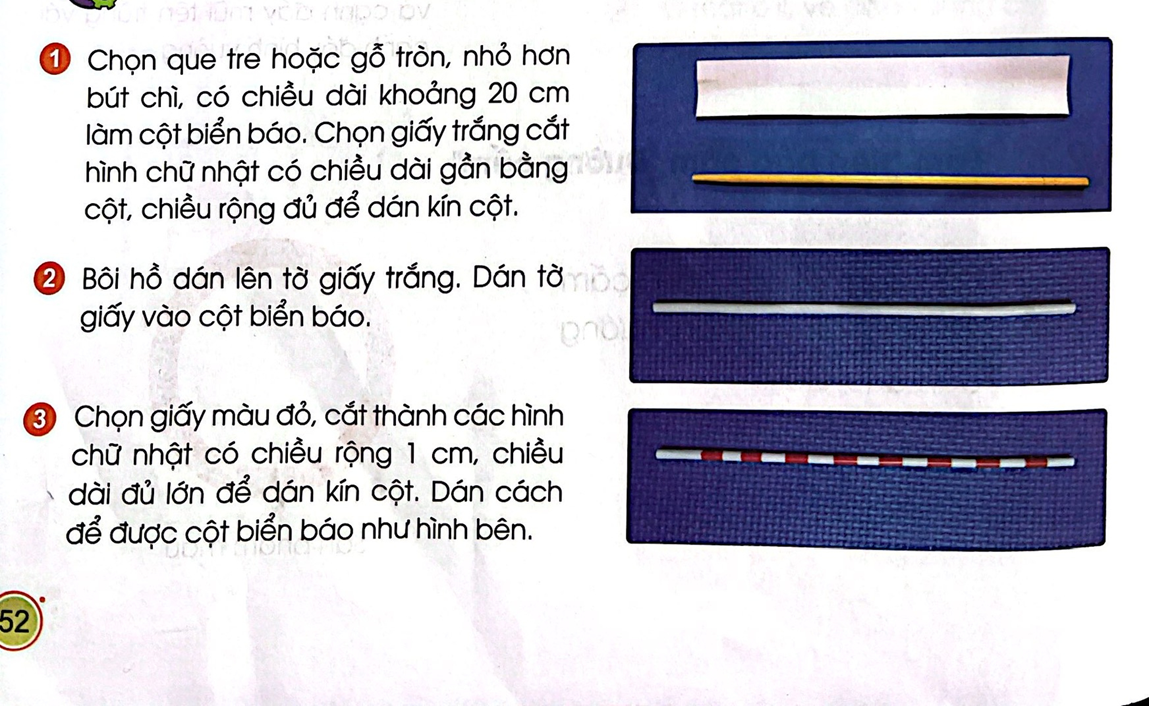 1 Chọn que tre hoặc gỗ tròn, nhỏ hơn
bút chì, có chiều dài khoảng 20 cm
làm cột biển báo. Chọn giấy trắng cắt
hình chữ nhật có chiều dài gần bằng
cột, chiều rộng đủ để dán kín cột.
2 Bôi hồ dán lên tờ giấy trắng. Dán tờ
giấy vào cột biển báo.
3 Chọn giấy màu đỏ, cắt thành các hình
chữ nhật có chiều rộng 1 cm, chiều
dài đủ lớn để dán kín cột. Dán cách
để được cột biển báo như hình bên.
52